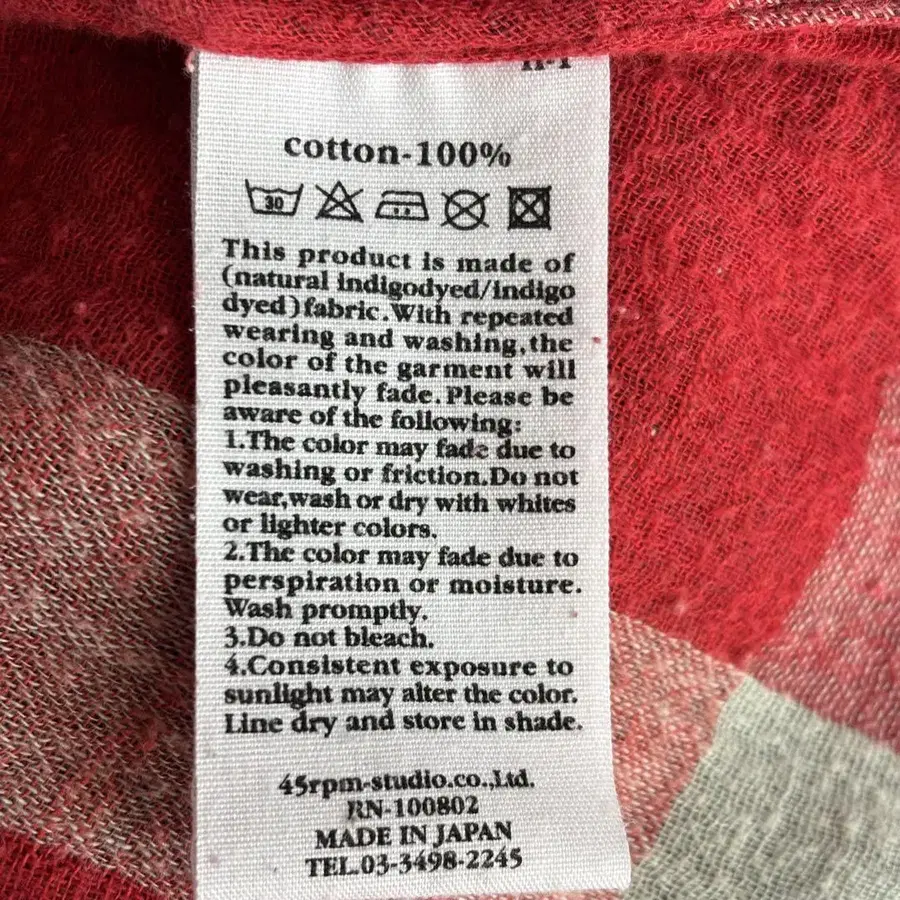 cotton-100%
30
This product is made of
(natural indigodyed/indigo
dyed)fabric.With repeated
wearing and washing,the
color of the garment will
pleasantly fade.Please be
aware of the following:
1.The color may fade due to
washing or friction.Do not
wear,wash or dry with whites
or lighter colors.
2.The color may fade due to
perspiration or moisture.
Wash promptly.
3.Do not bleach.
4.Consistent exposure to
sunlight may alter the color.
Line dry and store in shade.
45rpm-studio.co.,Ltd.
RN-100802
MADE IN JAPAN
TEL.03-3498-2245